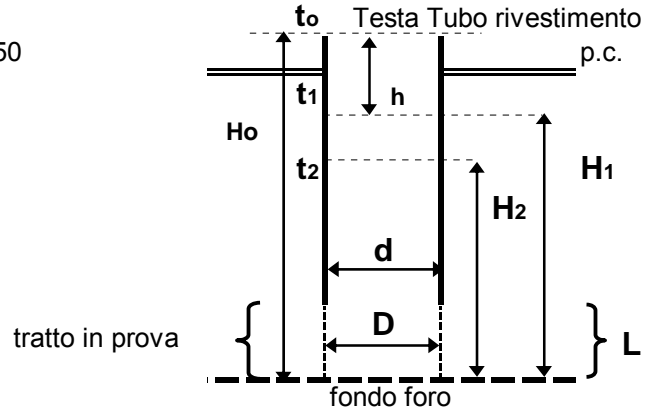 to Testa Tubo rivestimento
50
p.c.
t1
h
Ho
t2
H1
H2
d
D
tratto in prova
L
fondo foro